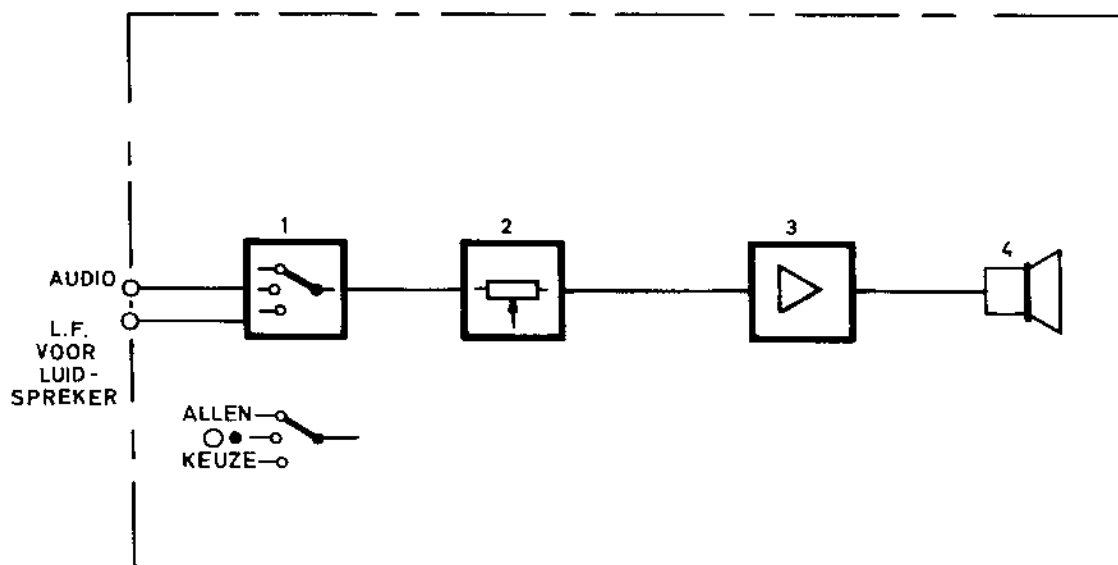 1
2
3
4
AUDIO
L.F.
VOOR
LUID-
SPREKER
ALLEN
KEUZE